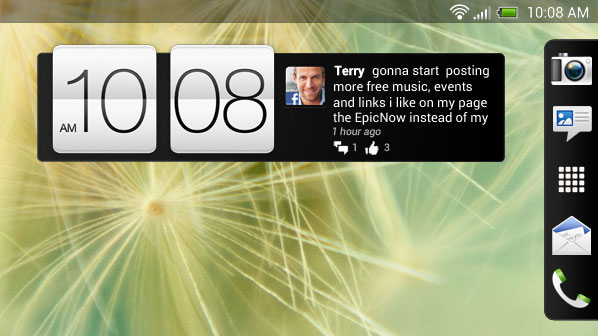 10:08 AM
AM 10 08
Terry gonna start posting
more free music, events
and links i like on my page
the EpicNow instead of my
1 hour ago
1 3